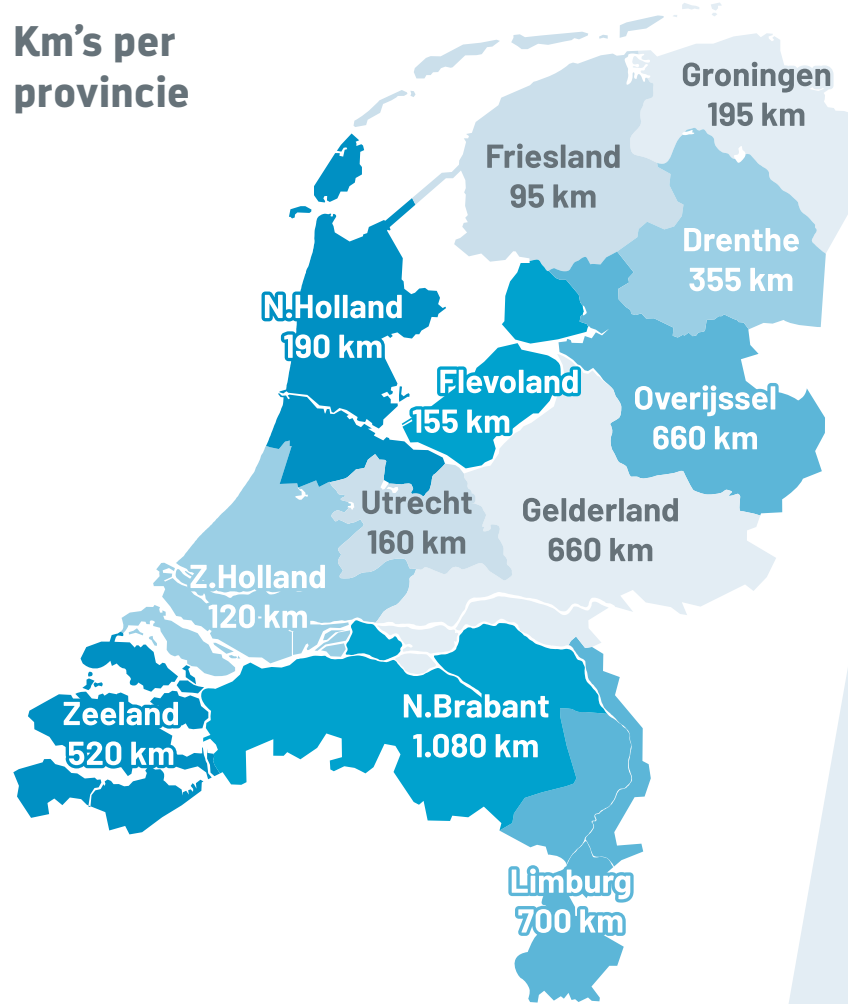 Km's per
provincie
Groningen
195 km
Friesland
95 km
Drenthe
355 km
N.Holland
190 km
Flevoland
155 km
Overijssel
660 km
Utrecht
160 km
Gelderland
660 km
Z.Holland
120 km
Zeeland
520 km
N.Brabant
1.080 km
Limburg
700 km